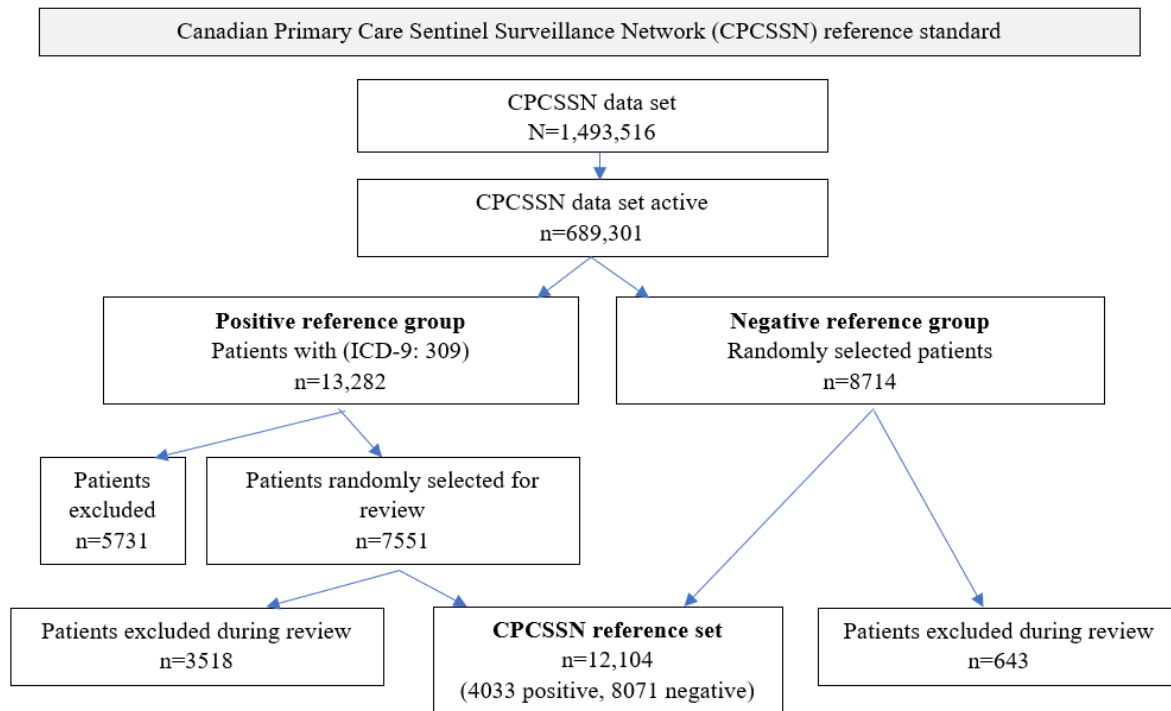 Canadian Primary Care Sentinel Surveillance Network (CPCSSN) reference standard
CPCSSN data set
N=1,493,516
CPCSSN data set active
n=689,301
Positive reference group
Patients with (ICD-9: 309)
n=13,282
Negative reference group
Randomly selected patients
n=8714
Patients
excluded
n=5731
Patients randomly selected for
review
n=7551
Patients excluded during review
n=3518
CPCSSN reference set
n=12,104
(4033 positive, 8071 negative)
Patients excluded during review
n=643